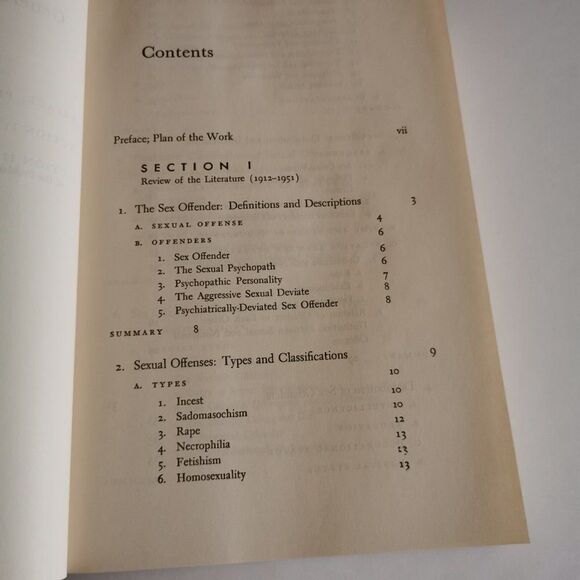 Contents
Preface; Plan of the Work vii
SECTION I
Review of the Literature (1912–1951)
1. The Sex Offender: Definitions and Descriptions 3
A. SEXUAL OFFENSE 4
B. OFFENDERS 6
1. Sex Offender 6
2. The Sexual Psychopath 6
3. Psychopathic Personality 7
4. The Aggressive Sexual Deviate 8
5. Psychiatrically-Deviated Sex Offender 8
SUMMARY 8
2. Sexual Offenses: Types and Classifications 9
A. TYPES 10
1. Incest 10
2. Sadomasochism 10
3. Rape 12
4. Necrophilia 13
5. Fetishism 13
6. Homosexuality 13